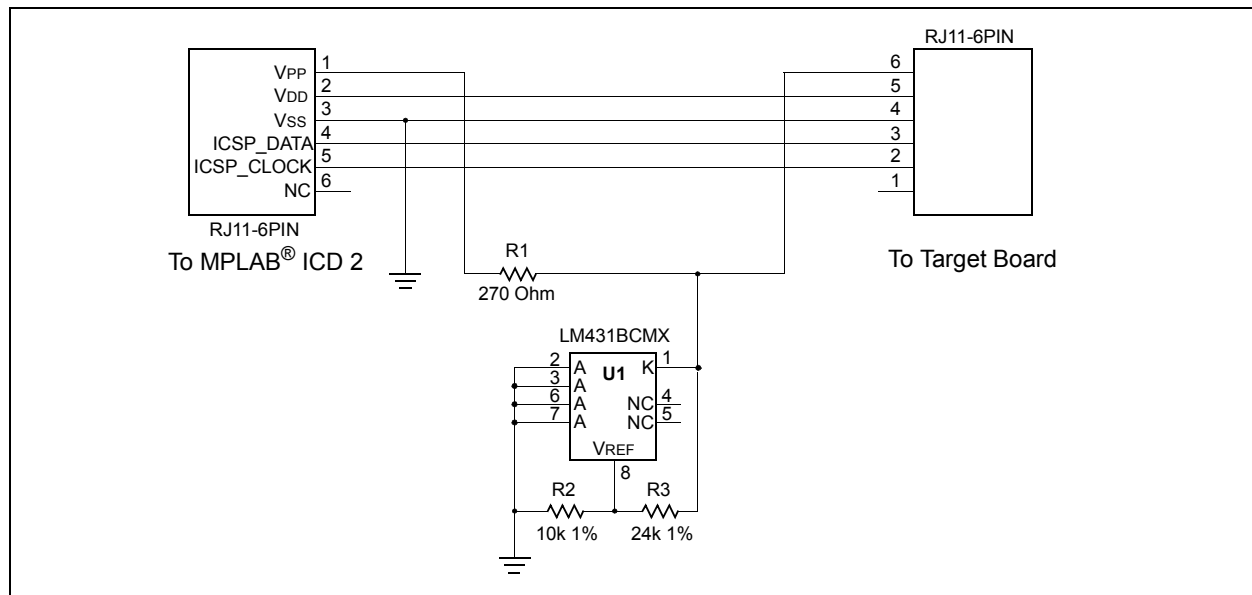 RJ11-6PIN
VPP 1
VDD 2
VSS 3
ICSP_DATA 4
ICSP_CLOCK 5
NC 6
RJ11-6PIN
To MPLAB® ICD 2
6
5
4
3
2
1
To Target Board
R1
270 Ohm
LM431BCMX
2 A U1 K 1
3 A
6 A NC 4
7 A NC 5
VREF
8
R2 R3
10k 1% 24k 1%